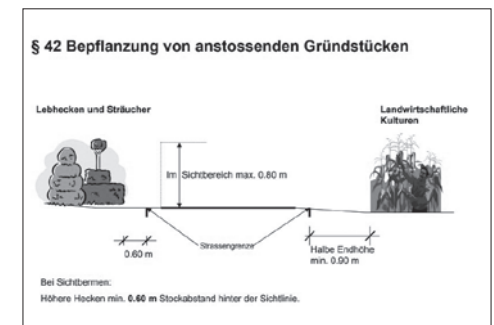 § 42 Bepflanzung von anstossenden Gründstücken
Lebhecken und Sträucher
Landwirtschaftliche
Kulturen
Im Sichtbereich max. 0.80 m
0.60 m
Strassengrenze
Halbe Endhöhe
min. 0.90 m
Bei Sichtbermen:
Höhere Hecken min. 0.60 m Stockabstand hinter der Sichtlinie.